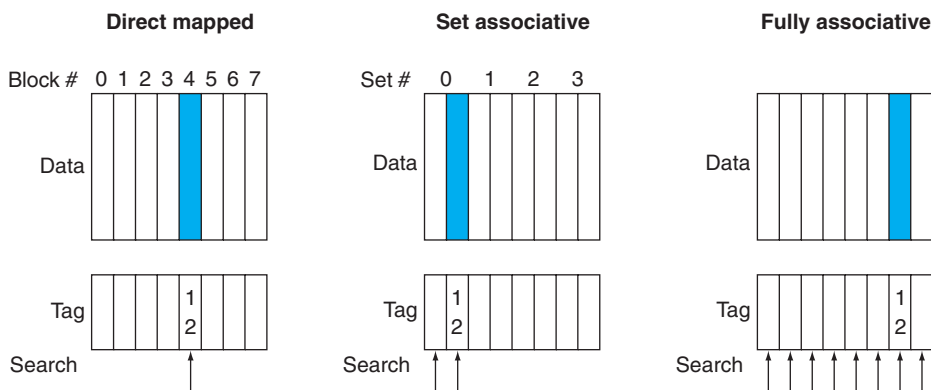 Direct mapped
Block # 0 1 2 3 4 5 6 7
Data
Tag
1
2
Search
Set associative
Set # 0 1 2 3
Data
Tag
1
2
Search
Fully associative
Data
Tag
1
2
Search